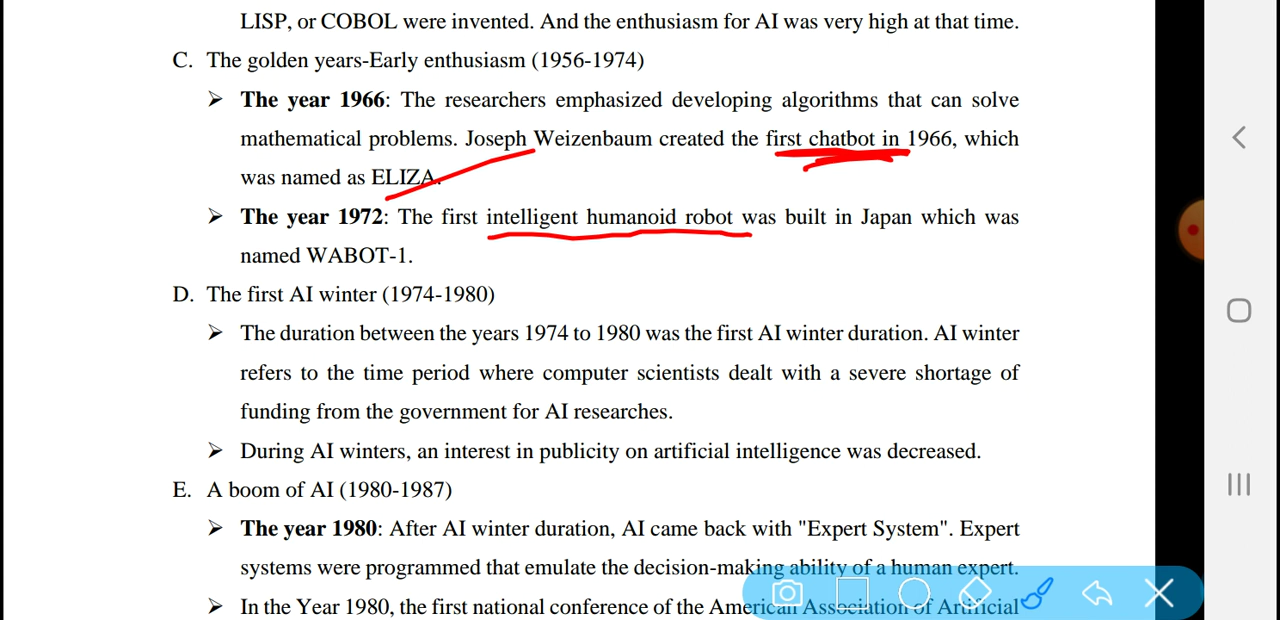 LISP, or COBOL were invented. And the enthusiasm for AI was very high at that time.
C. The golden years-Early enthusiasm (1956-1974)
➢ The year 1966: The researchers emphasized developing algorithms that can solve
mathematical problems. Joseph Weizenbaum created the first chatbot in 1966, which
was named as ELIZA.
➢ The year 1972: The first intelligent humanoid robot was built in Japan which was
named WABOT-1.
D. The first AI winter (1974-1980)
➢ The duration between the years 1974 to 1980 was the first AI winter duration. AI winter
refers to the time period where computer scientists dealt with a severe shortage of
funding from the government for AI researches.
➢ During AI winters, an interest in publicity on artificial intelligence was decreased.
E. A boom of AI (1980-1987)
➢ The year 1980: After AI winter duration, AI came back with "Expert System". Expert
systems were programmed that emulate the decision-making ability of a human expert.
➢ In the Year 1980, the first national conference of the American Association of Artificial